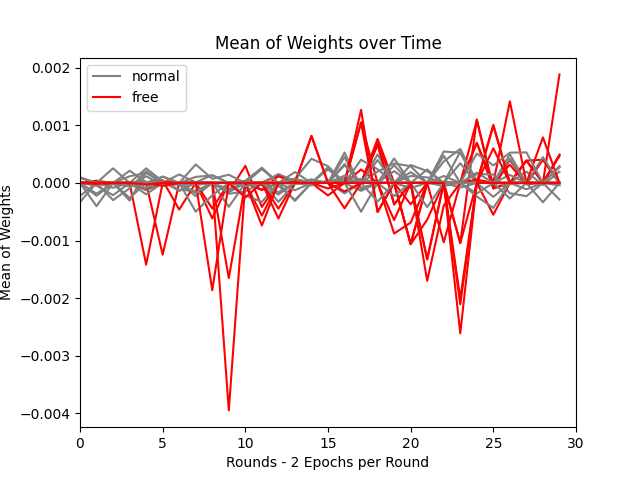 Mean of Weights over Time
normal
free
0.002
0.001
0.000
−0.001
−0.002
−0.003
−0.004
Mean of Weights
0 5 10 15 20 25 30
Rounds - 2 Epochs per Round